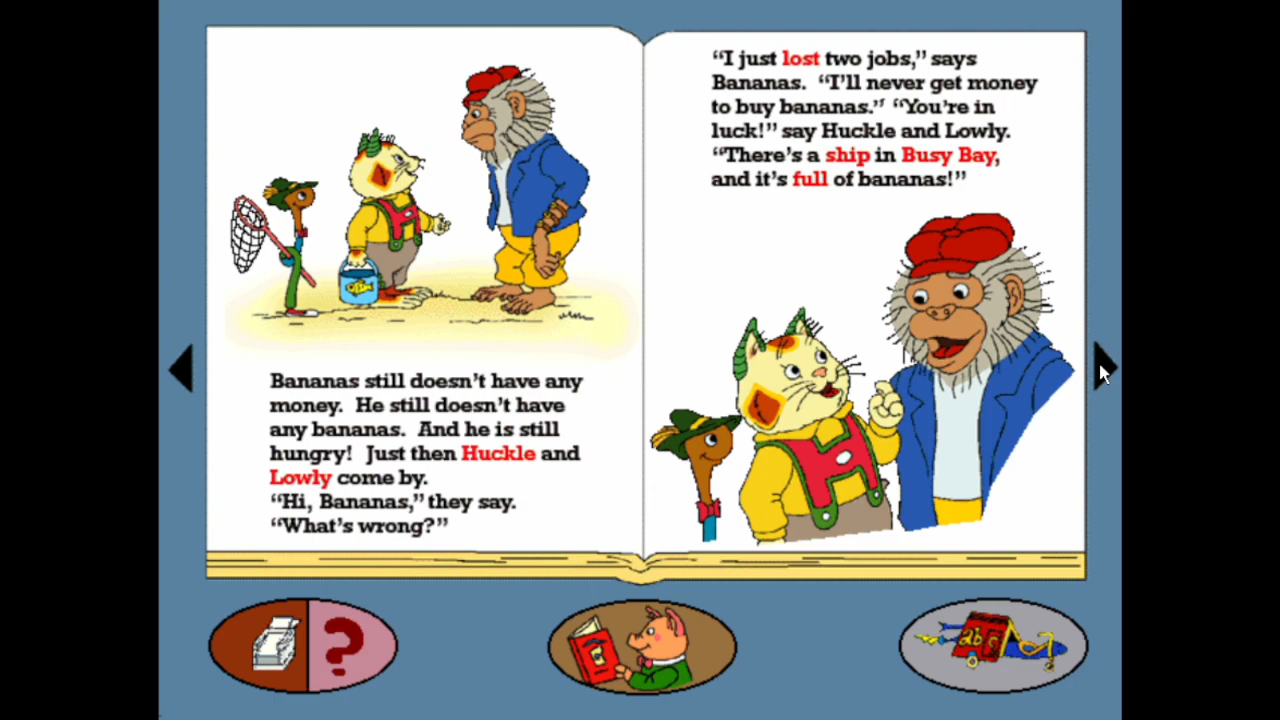 Bananas still doesn't have any
money. He still doesn't have
any bananas. And he is still
hungry! Just then Huckle and
Lowly come by.
"Hi, Bananas," they say.
"What's wrong?"
"I just lost two jobs," says
Bananas. "I'll never get money
to buy bananas." "You're in
luck!" say Huckle and Lowly.
"There's a ship in Busy Bay,
and it's full of bananas!"
?
abc